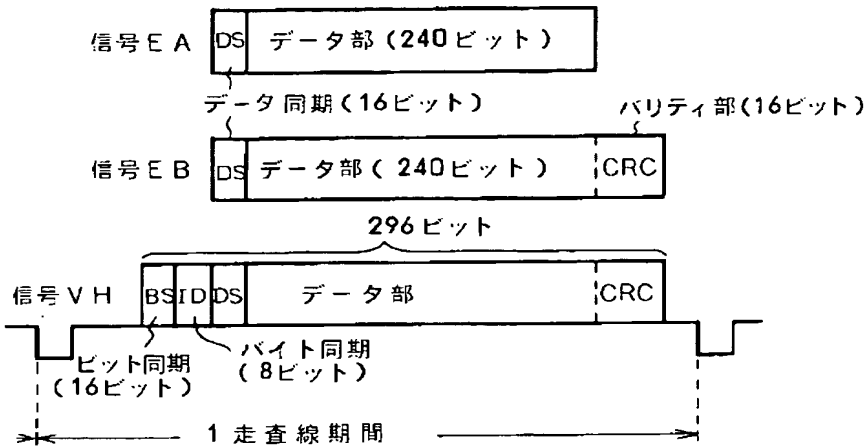 信号EA DS データ部(240ビット)
データ同期(16ビット)
バリティ部(16ビット)
信号EB DS データ部(240ビット) CRC
296ビット
信号VH BS ID DS データ部 CRC
ビット同期
(16ビット)
バイト同期
(8ビット)
1走査線期間